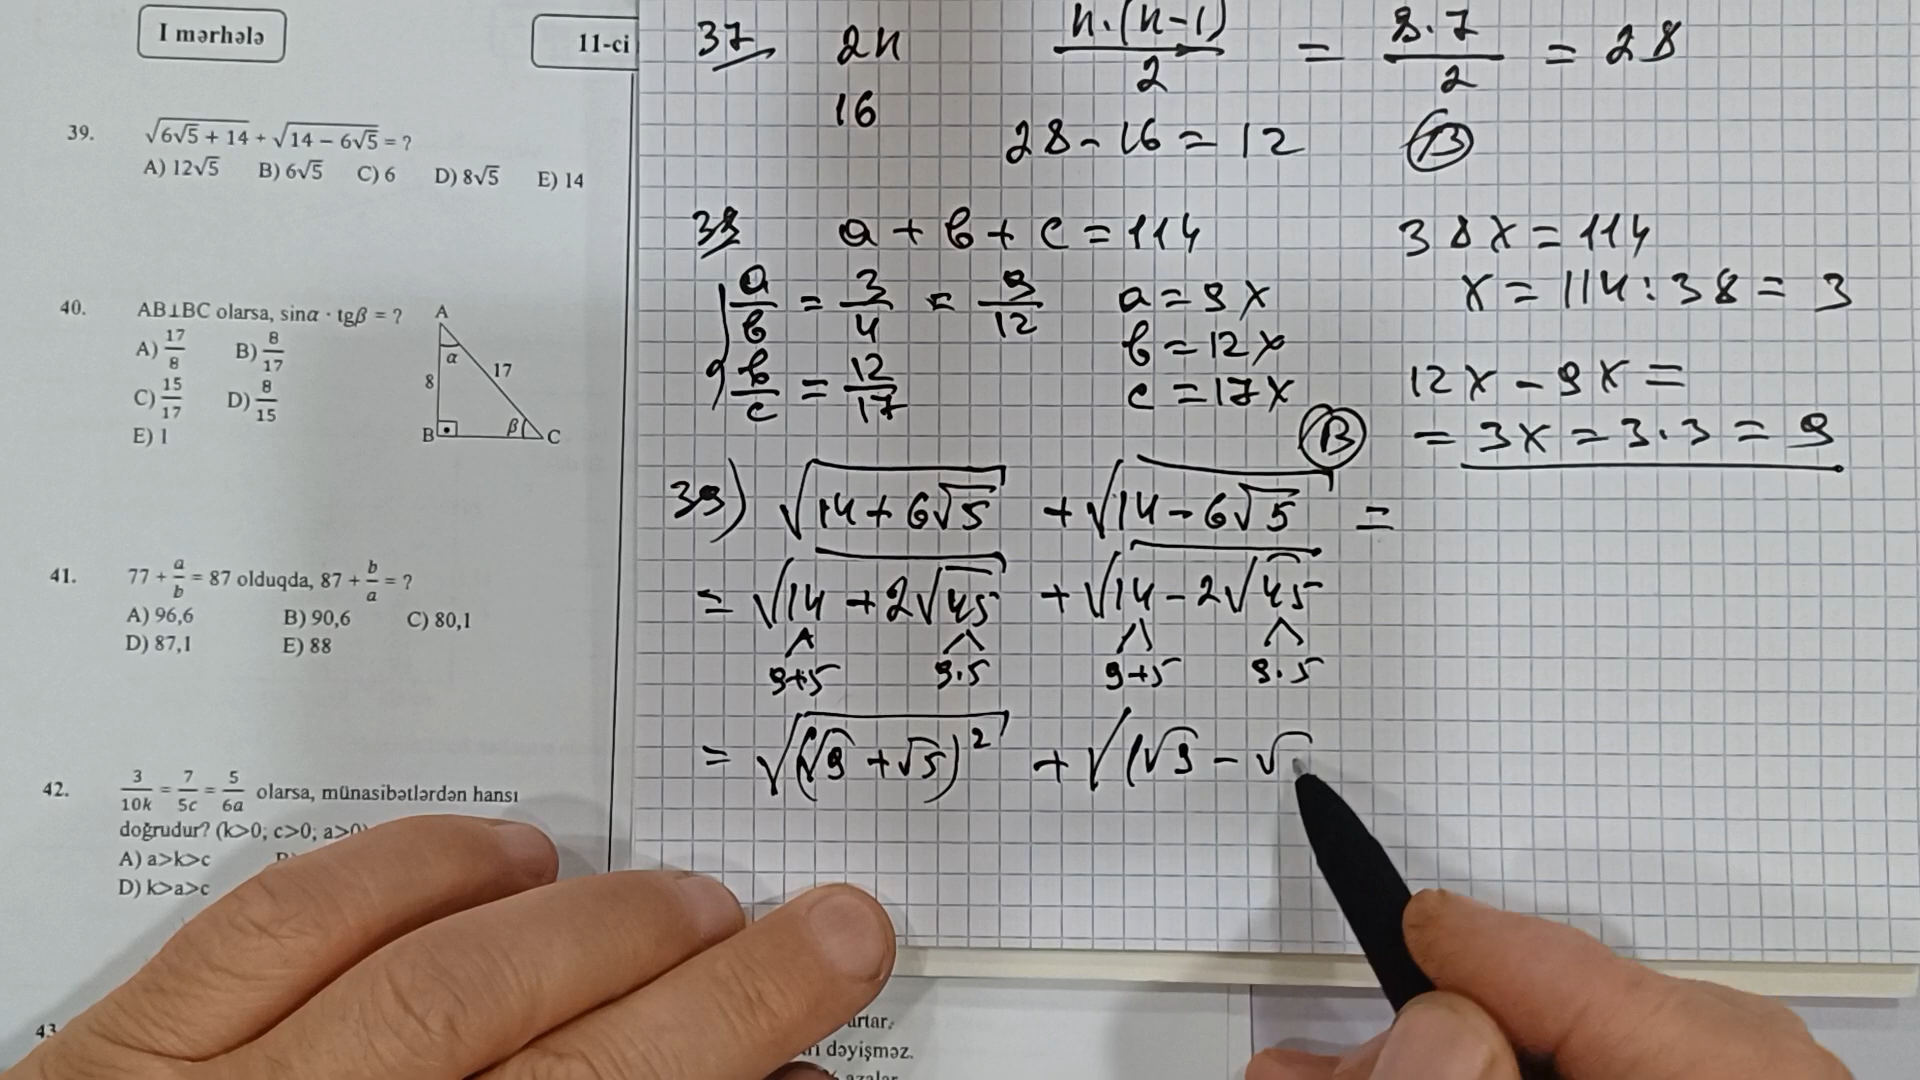 I mərhələ
11-ci
39. √(6√5 + 14) + √(14 − 6√5) = ?
A) 12√5 B) 6√5 C) 6 D) 8√5 E) 14
40. AB⊥BC olarsa, sinα · tgβ = ?
A) 17/8 B) 8/17
C) 15/17 D) 8/15
E) 1
A
α
8
17
B
β
C
41. 77 + a/b = 87 olduqda, 87 + b/a = ?
A) 96,6 B) 90,6 C) 80,1
D) 87,1 E) 88
42. 3/10k = 7/5c = 5/6a olarsa, münasibətlərdən hansı
doğrudur? (k>0; c>0; a>0)
A) a>k>c
D) k>a>c
43
dəyişməz.
37 2n n·(n−1)/2 = 8·7/2 = 28
16
28 − 16 = 12 B
38 a + b + c = 114
a/b = 3/4 = 9/12
b/c = 12/17
a = 9x
b = 12x
c = 17x
38x = 114
x = 114 : 38 = 3
12x − 9x =
= 3x = 3·3 = 9
B
39) √(14 + 6√5) + √(14 − 6√5) =
= √(14 + 2√45) + √(14 − 2√45)
9+5 9·5 9+5 9·5
= √((√9 + √5)²) + √((√9 − √